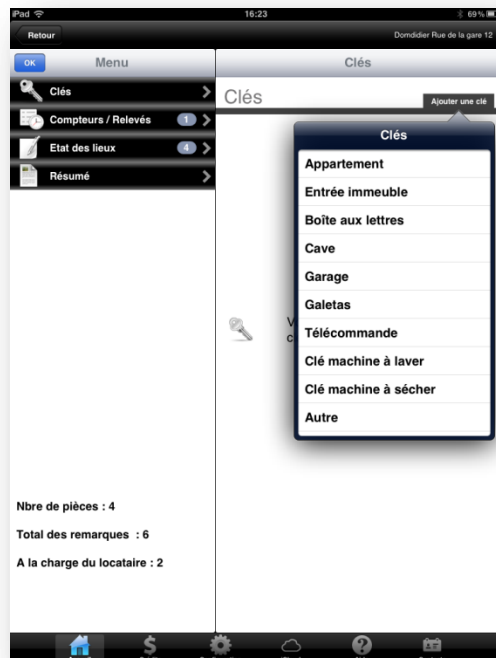 iPad 16:23 69%
Retour Domdidier Rue de la gare 12
OK Menu
Clés
Clés
Compteurs / Relevés 1
Etat des lieux 4
Résumé
Clés
Ajouter une clé
Clés
Appartement
Entrée immeuble
Boîte aux lettres
Cave
Garage
Galetas
Télécommande
Clé machine à laver
Clé machine à sécher
Autre
Nbre de pièces : 4
Total des remarques : 6
A la charge du locataire : 2